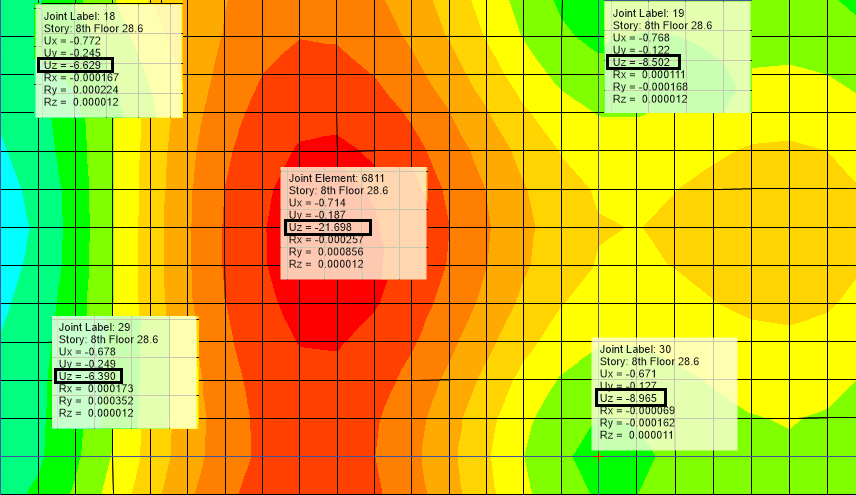 Joint Label: 18
Story: 8th Floor 28.6
Ux = -0.772
Uy = -0.245
Uz = -6.629
Rx = -0.000167
Ry = 0.000224
Rz = 0.000012
Joint Label: 19
Story: 8th Floor 28.6
Ux = -0.768
Uy = -0.122
Uz = -8.502
Rx = 0.000111
Ry = -0.000168
Rz = 0.000012
Joint Element: 6811
Story: 8th Floor 28.6
Ux = -0.714
Uy = -0.187
Uz = -21.698
Rx = -0.000257
Ry = 0.000856
Rz = 0.000012
Joint Label: 29
Story: 8th Floor 28.6
Ux = -0.678
Uy = -0.249
Uz = -6.390
Rx = 0.000173
Ry = 0.000352
Rz = 0.000012
Joint Label: 30
Story: 8th Floor 28.6
Ux = -0.671
Uy = -0.127
Uz = -8.965
Rx = -0.000069
Ry = -0.000162
Rz = 0.000011